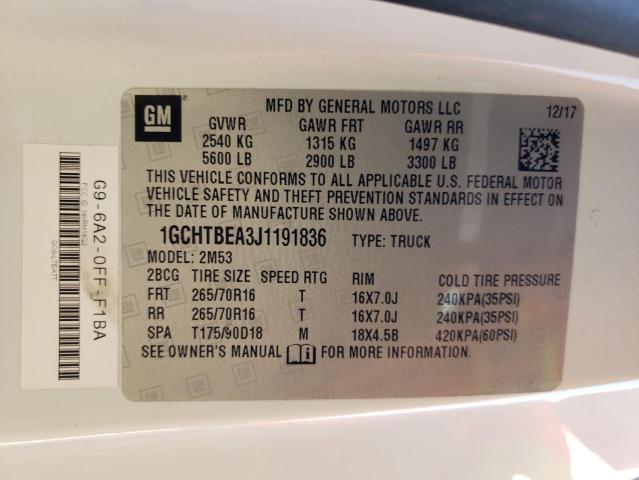 GM
MFD BY GENERAL MOTORS LLC 12/17
GVWR GAWR FRT GAWR RR
2540 KG 1315 KG 1497 KG
5600 LB 2900 LB 3300 LB
THIS VEHICLE CONFORMS TO ALL APPLICABLE U.S. FEDERAL MOTOR
VEHICLE SAFETY AND THEFT PREVENTION STANDARDS IN EFFECT ON
THE DATE OF MANUFACTURE SHOWN ABOVE.
1GCHTBEA3J1191836 TYPE: TRUCK
MODEL: 2M53
2BCG TIRE SIZE SPEED RTG RIM COLD TIRE PRESSURE
FRT 265/70R16 T 16X7.0J 240KPA(35PSI)
RR 265/70R16 T 16X7.0J 240KPA(35PSI)
SPA T175/90D18 M 18X4.5B 420KPA(60PSI)
SEE OWNER'S MANUAL FOR MORE INFORMATION.
G9-6A2-0FF-F1BA